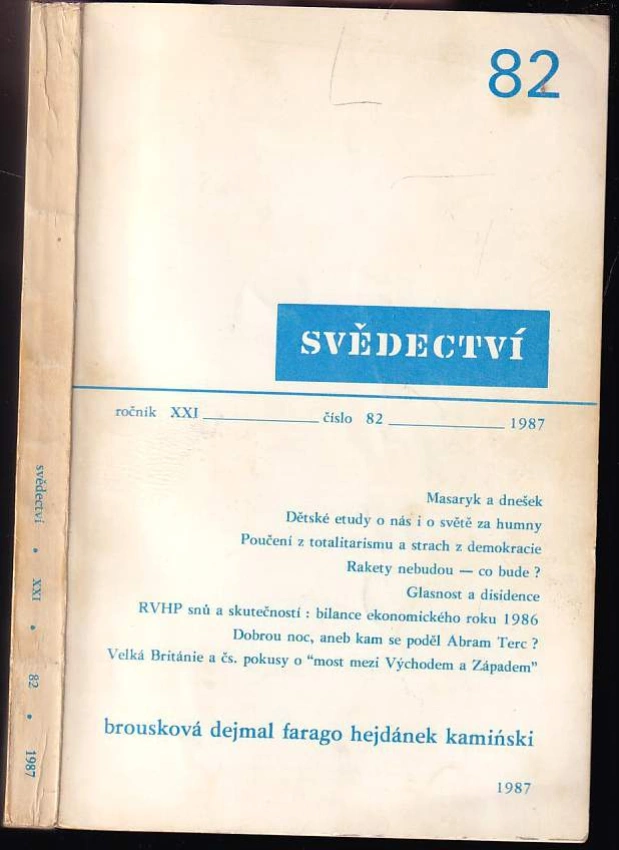 82
SVĚDECTVÍ
ročník XXI číslo 82 1987
Masaryk a dnešek
Dětské etudy o nás i o světě za humny
Poučení z totalitarismu a strach z demokracie
Rakety nebudou — co bude ?
Glasnost a disidence
RVHP snů a skutečností : bilance ekonomického roku 1986
Dobrou noc, aneb kam se poděl Abram Terc ?
Velká Británie a čs. pokusy o "most mezi Východem a Západem"
brousková dejmal farago hejdánek kamiński
1987
svědectví • XXI • 82 • 1987